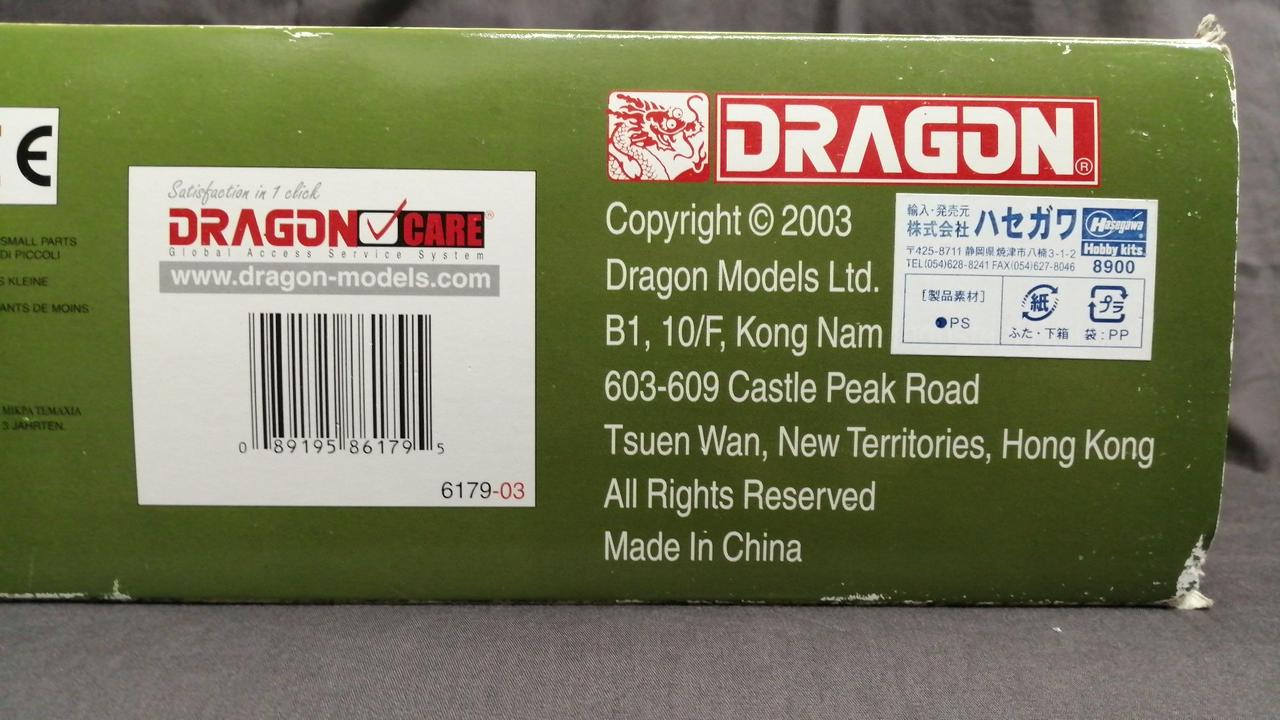 SMALL PARTS
DI PICCOLI
S KLEINE
ANTS DE MOINS
ΜΙΚΡΑ ΤΕΜΑΧΙΑ
3 JAHRTEN.
Satisfaction in 1 click
DRAGON CARE®
Global Access Service System
www.dragon-models.com
0 89195 86179 5
6179-03
DRAGON®
Copyright © 2003
Dragon Models Ltd.
B1, 10/F, Kong Nam
603-609 Castle Peak Road
Tsuen Wan, New Territories, Hong Kong
All Rights Reserved
Made In China
輸入・発売元
株式会社 ハセガワ
Hasegawa
Hobby kits
〒425-8711 静岡県焼津市八楠3-1-2
TEL(054)628-8241 FAX(054)627-8046
8900
[製品素材]
●PS
紙
ふた・下箱
プラ
袋:PP